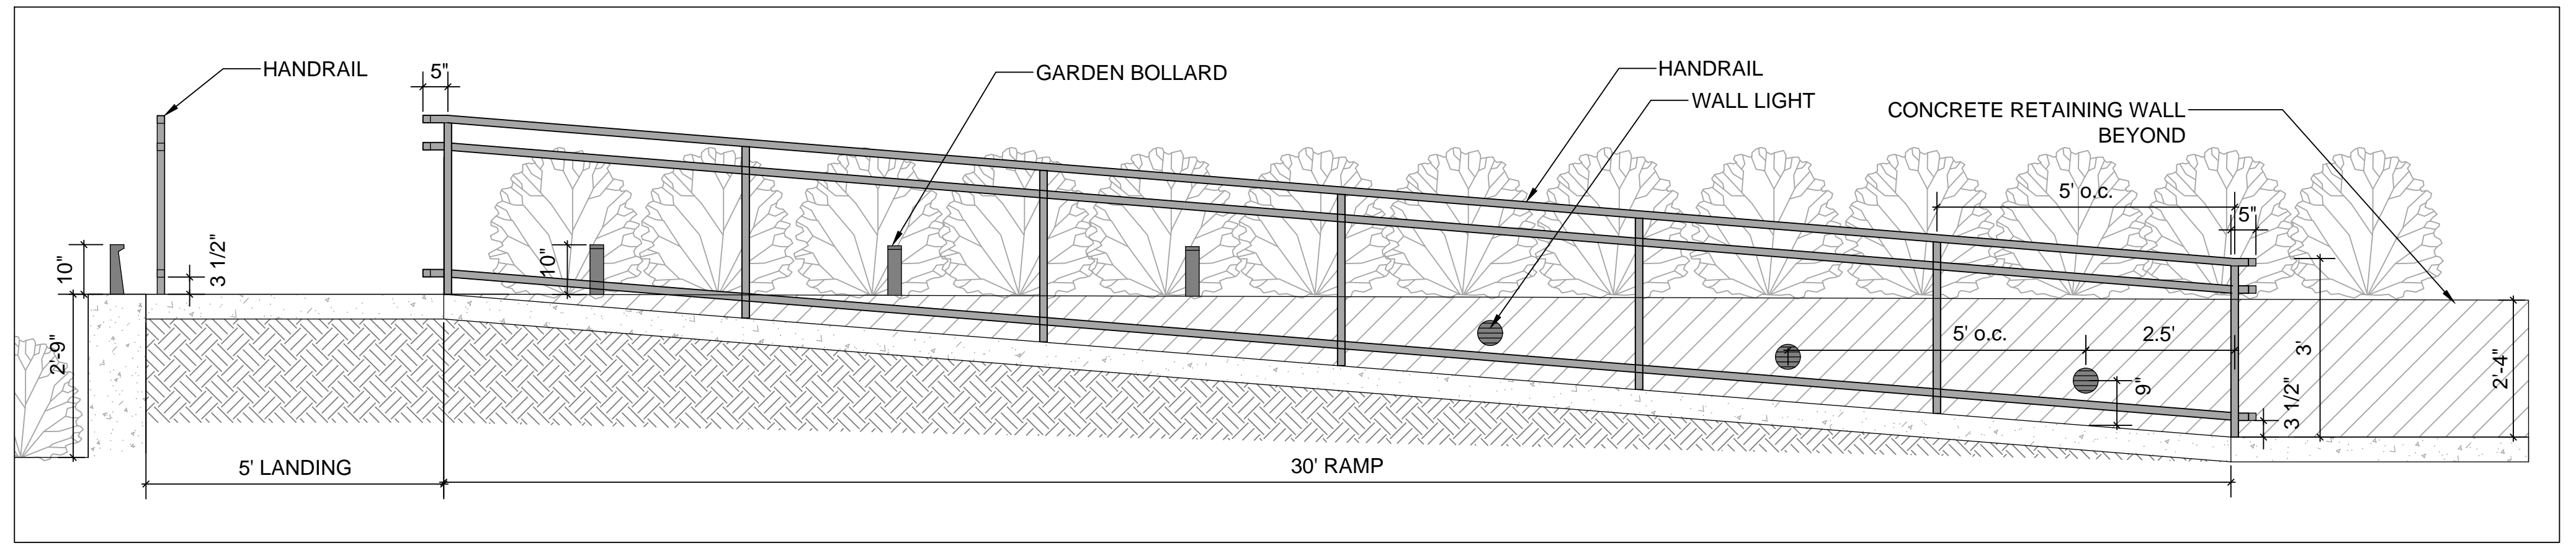 HANDRAIL
5"
GARDEN BOLLARD
HANDRAIL
WALL LIGHT
CONCRETE RETAINING WALL
BEYOND
5' o.c.
5"
10"
3 1/2"
10"
2'-9"
5' o.c.
2.5'
9"
3'
3 1/2"
2'-4"
5' LANDING
30' RAMP